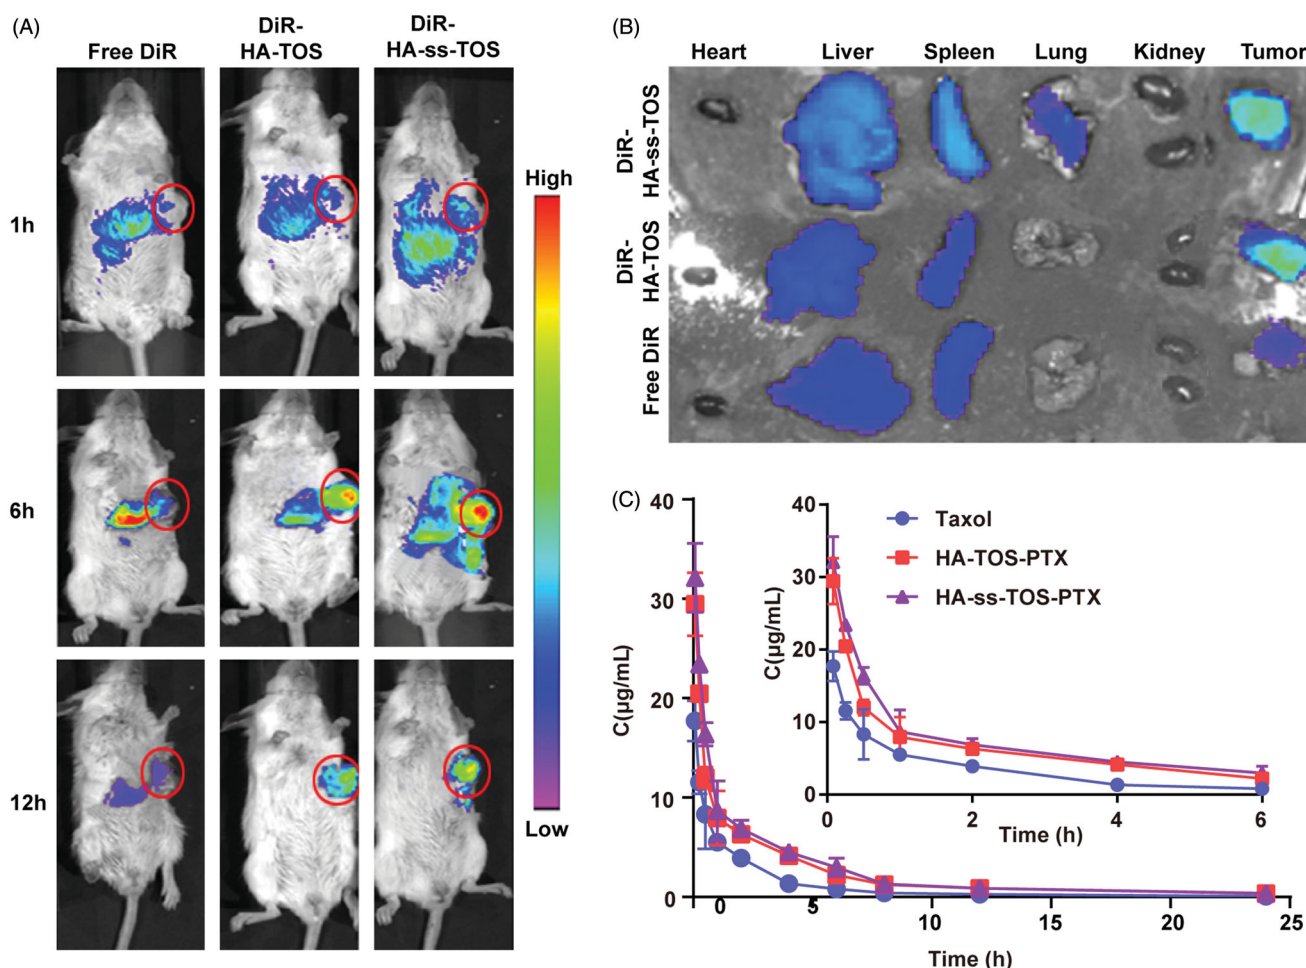 (A)
Free DiR
DiR-
HA-TOS
DiR-
HA-ss-TOS
1h
6h
12h
High
Low
(B)
Heart Liver Spleen Lung Kidney Tumor
DiR-
HA-ss-TOS
DiR-
HA-TOS
Free DiR
(C)
40
30
20
10
0
C(μg/mL)
0 5 10 15 20 25
Time (h)
40
30
20
10
0
C(μg/mL)
0 2 4 6
Time (h)
Taxol
HA-TOS-PTX
HA-ss-TOS-PTX